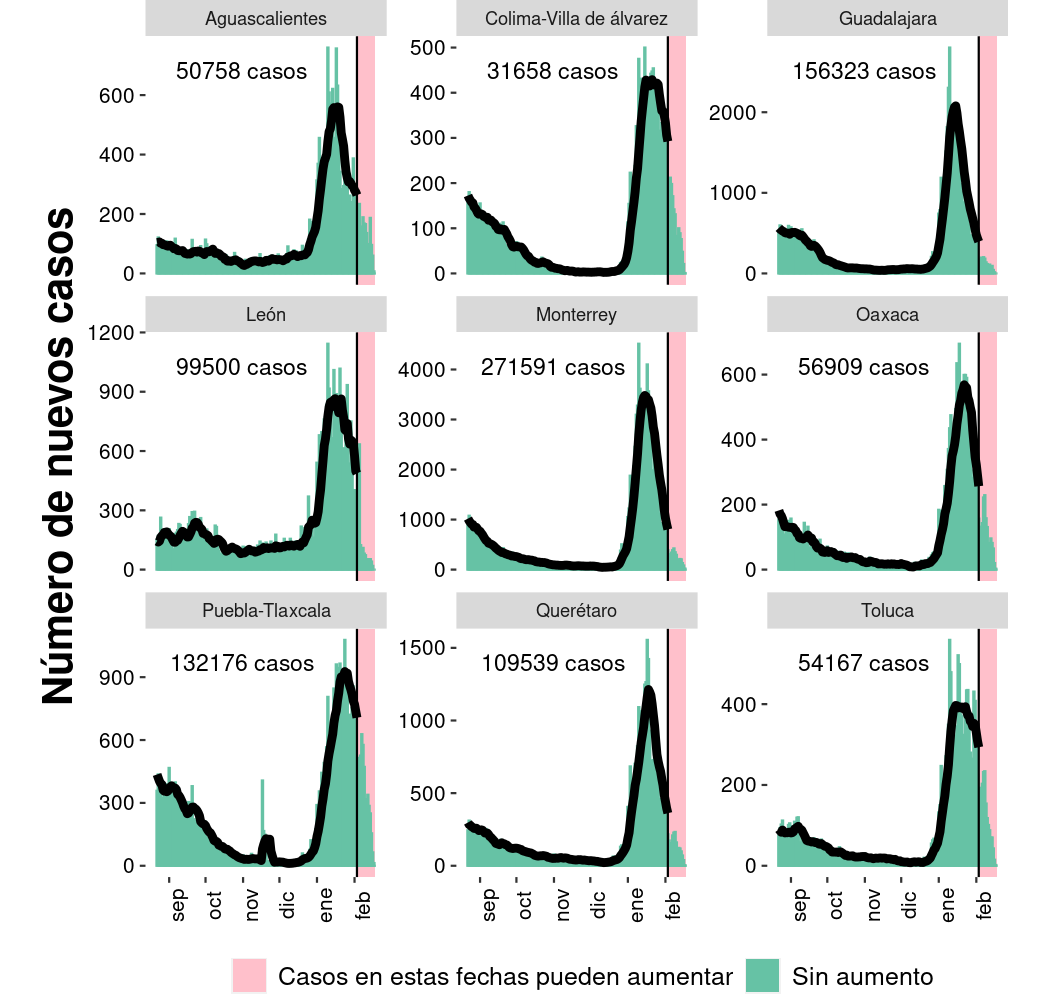 Número de nuevos casos
Aguascalientes
50758 casos
600
400
200
0
Colima-Villa de álvarez
31658 casos
500
400
300
200
100
0
Guadalajara
156323 casos
2000
1000
0
León
99500 casos
1200
900
600
300
0
Monterrey
271591 casos
4000
3000
2000
1000
0
Oaxaca
56909 casos
600
400
200
0
Puebla-Tlaxcala
132176 casos
900
600
300
0
sep
oct
nov
dic
ene
feb
Querétaro
109539 casos
1500
1000
500
0
sep
oct
nov
dic
ene
feb
Toluca
54167 casos
400
200
0
sep
oct
nov
dic
ene
feb
Casos en estas fechas pueden aumentar
Sin aumento